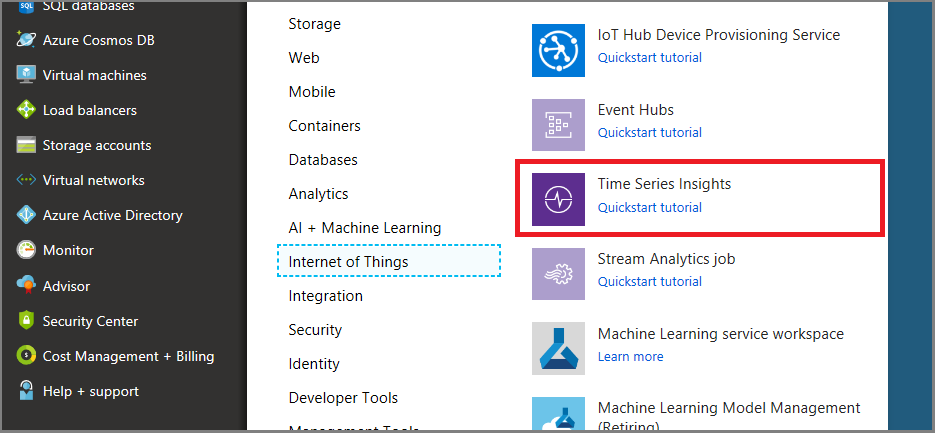 SQL databases
Azure Cosmos DB
Virtual machines
Load balancers
Storage accounts
Virtual networks
Azure Active Directory
Monitor
Advisor
Security Center
Cost Management + Billing
Help + support
Storage
Web
Mobile
Containers
Databases
Analytics
AI + Machine Learning
Internet of Things
Integration
Security
Identity
Developer Tools
Management Tools
IoT Hub Device Provisioning Service
Quickstart tutorial
Event Hubs
Quickstart tutorial
Time Series Insights
Quickstart tutorial
Stream Analytics job
Quickstart tutorial
Machine Learning service workspace
Learn more
Machine Learning Model Management
(Retiring)